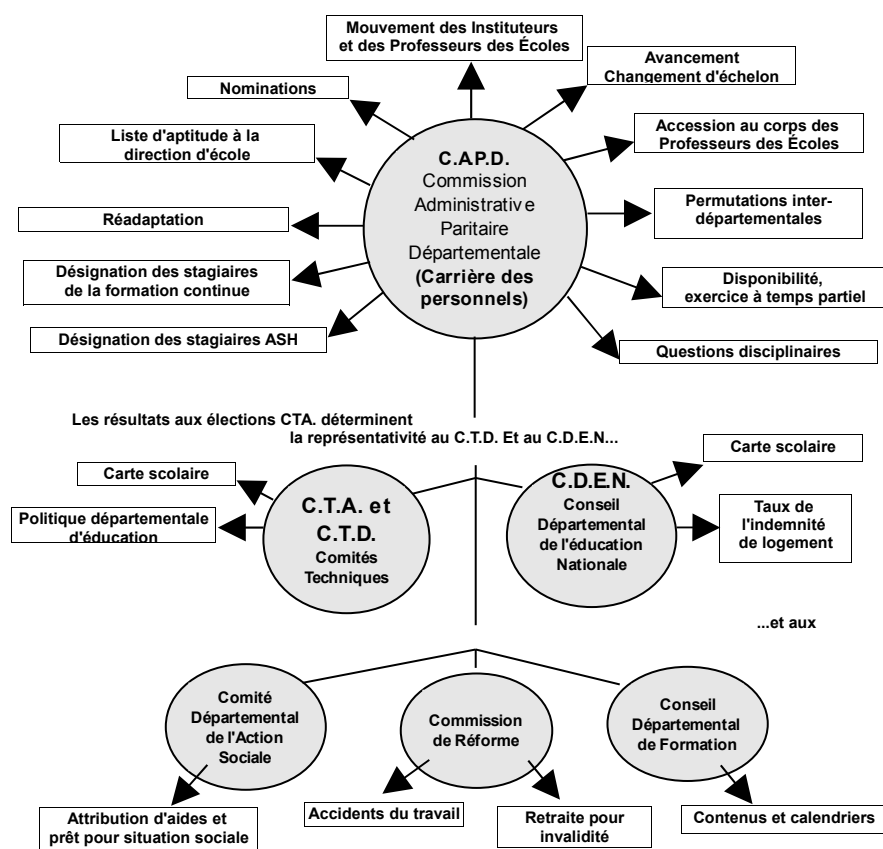 Mouvement des Instituteurs
et des Professeurs des Écoles
Avancement
Changement d'échelon
Nominations
Liste d'aptitude à la
direction d'école
Accession au corps des
Professeurs des Écoles
C.A.P.D.
Commission
Administrative
Paritaire
Départementale
(Carrière des
personnels)
Réadaptation
Permutations inter-
départementales
Désignation des stagiaires
de la formation continue
Disponibilité,
exercice à temps partiel
Désignation des stagiaires ASH
Questions disciplinaires
Les résultats aux élections CTA. déterminent
la représentativité au C.T.D. Et au C.D.E.N...
Carte scolaire
Politique départementale
d'éducation
C.T.A. et
C.T.D.
Comités
Techniques
C.D.E.N.
Conseil
Départemental
de l'éducation
Nationale
Carte scolaire
Taux de
l'indemnité
de logement
...et aux
Comité
Départemental
de l'Action
Sociale
Commission
de Réforme
Conseil
Départemental
de Formation
Attribution d'aides et
prêt pour situation sociale
Accidents du travail
Retraite pour
invalidité
Contenus et calendriers